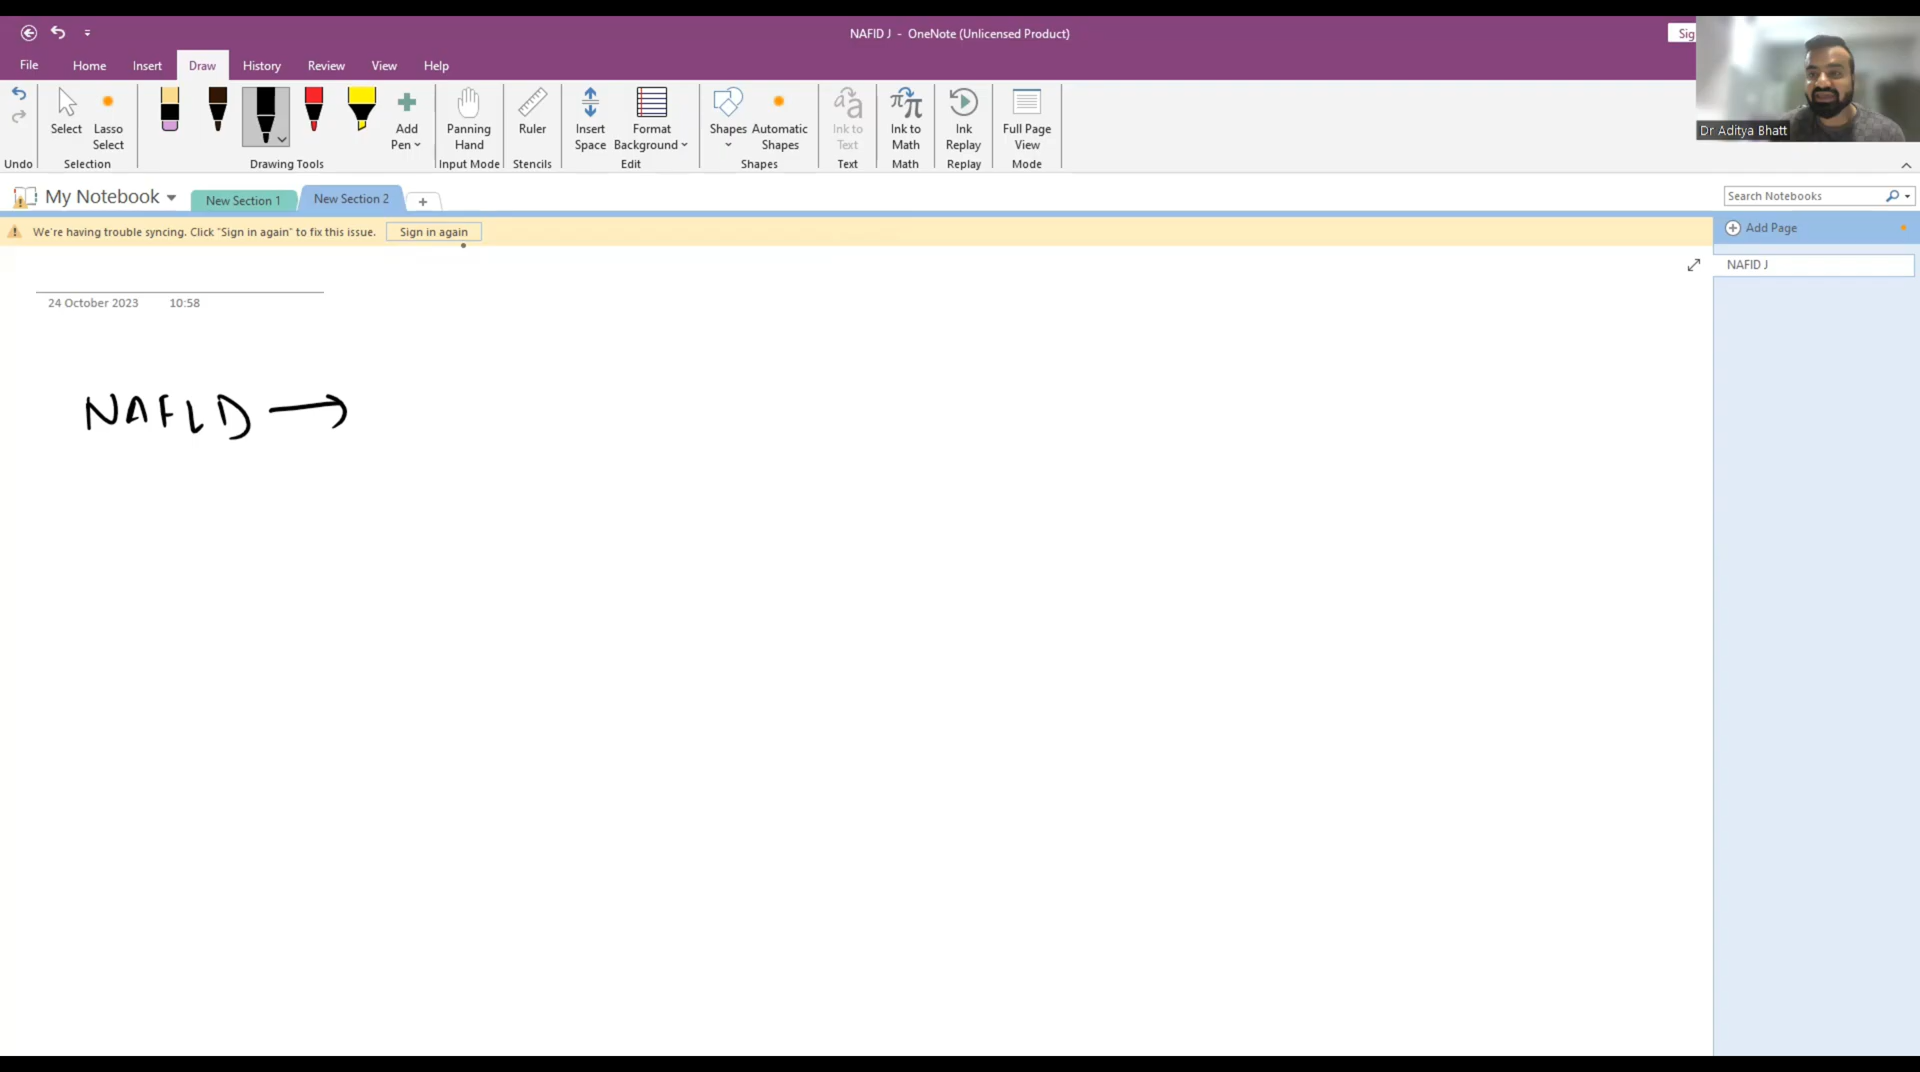 NAFID J - OneNote (Unlicensed Product)
Sig
File Home Insert Draw History Review View Help
Select
Lasso Select
Add Pen
Panning Hand
Ruler
Insert Space
Format Background
Shapes
Automatic Shapes
Ink to Text
Ink to Math
Ink Replay
Full Page View
Dr Aditya Bhatt
Undo Selection Drawing Tools Input Mode Stencils Edit Shapes Text Math Replay Mode
My Notebook New Section 1 New Section 2
Search Notebooks
We're having trouble syncing. Click "Sign in again" to fix this issue. Sign in again
Add Page
NAFID J
24 October 2023 10:58
NAFLD →